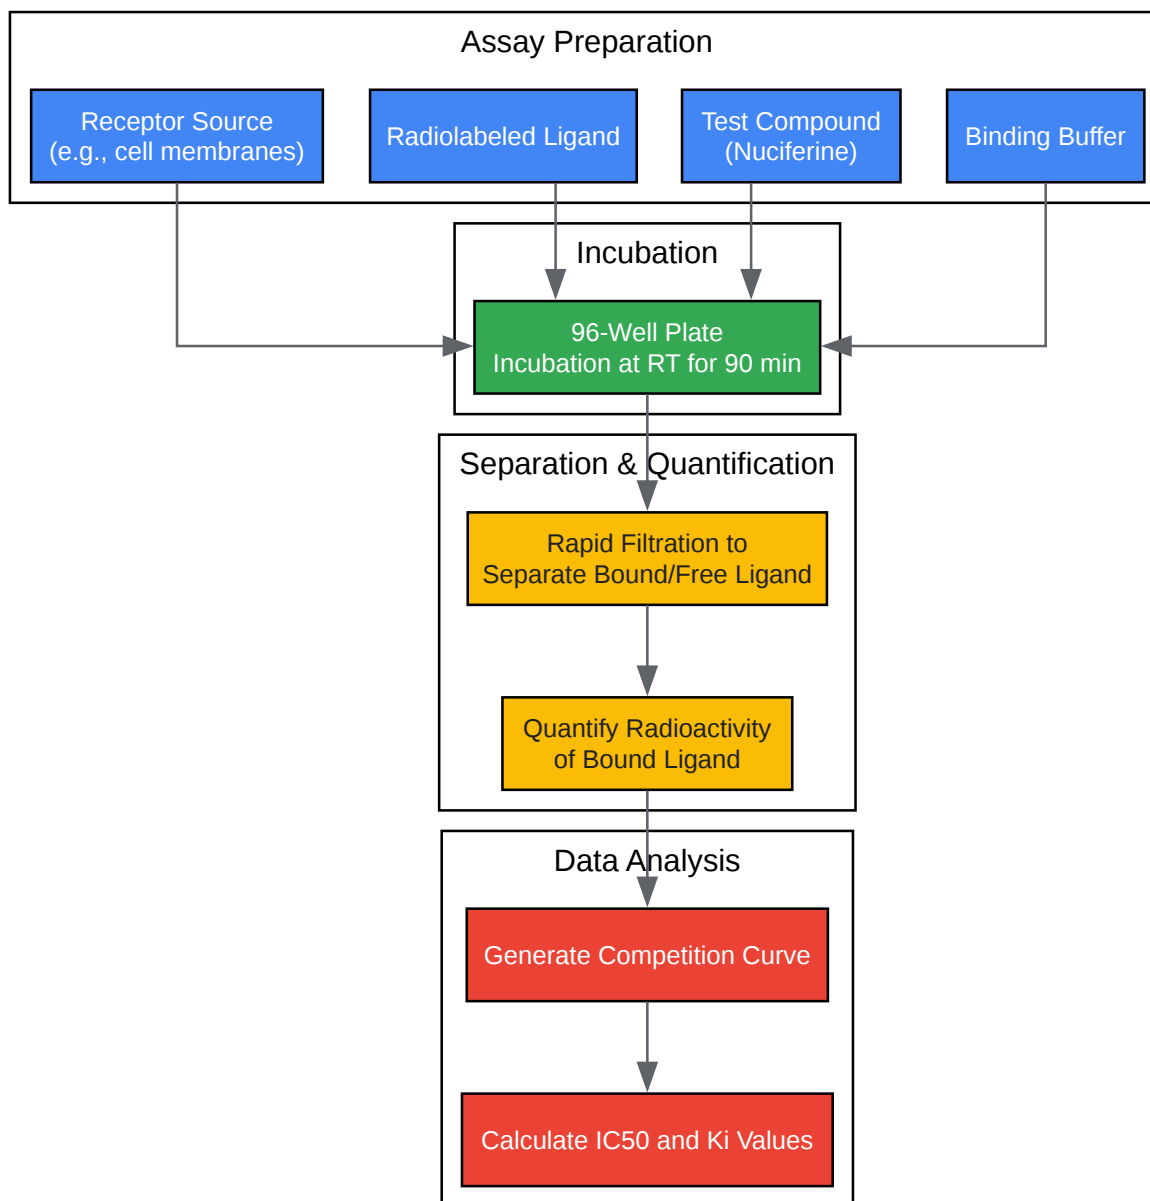 Assay Preparation
Receptor Source
(e.g., cell membranes)
Radiolabeled Ligand
Test Compound
(Nuciferine)
Binding Buffer
Incubation
96-Well Plate
Incubation at RT for 90 min
Separation & Quantification
Rapid Filtration to
Separate Bound/Free Ligand
Quantify Radioactivity
of Bound Ligand
Data Analysis
Generate Competition Curve
Calculate IC50 and Ki Values